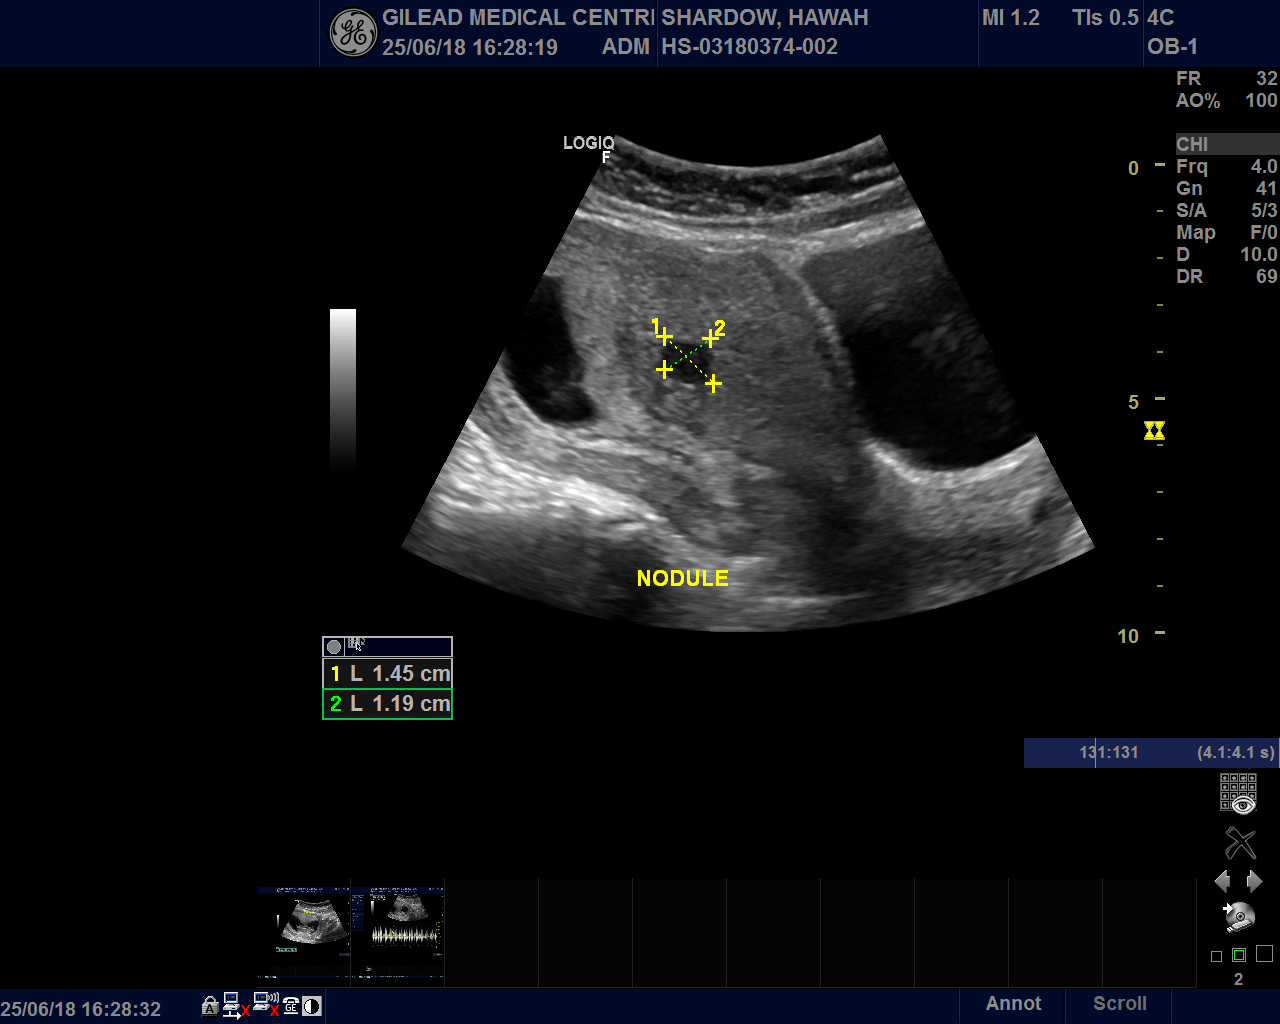 GILEAD MEDICAL CENTR
SHARDOW, HAWAH
MI 1.2
TIs 0.5
4C
25/06/18 16:28:19
ADM
HS-03180374-002
OB-1
FR 32
AO% 100
LOGIQ
F
CHI
Frq 4.0
Gn 41
S/A 5/3
Map F/0
D 10.0
DR 69
0
5
10
1
2
NODULE
1 L 1.45 cm
2 L 1.19 cm
131:131 (4.1:4.1 s)
2
25/06/18 16:28:32
A
GE
Annot
Scroll